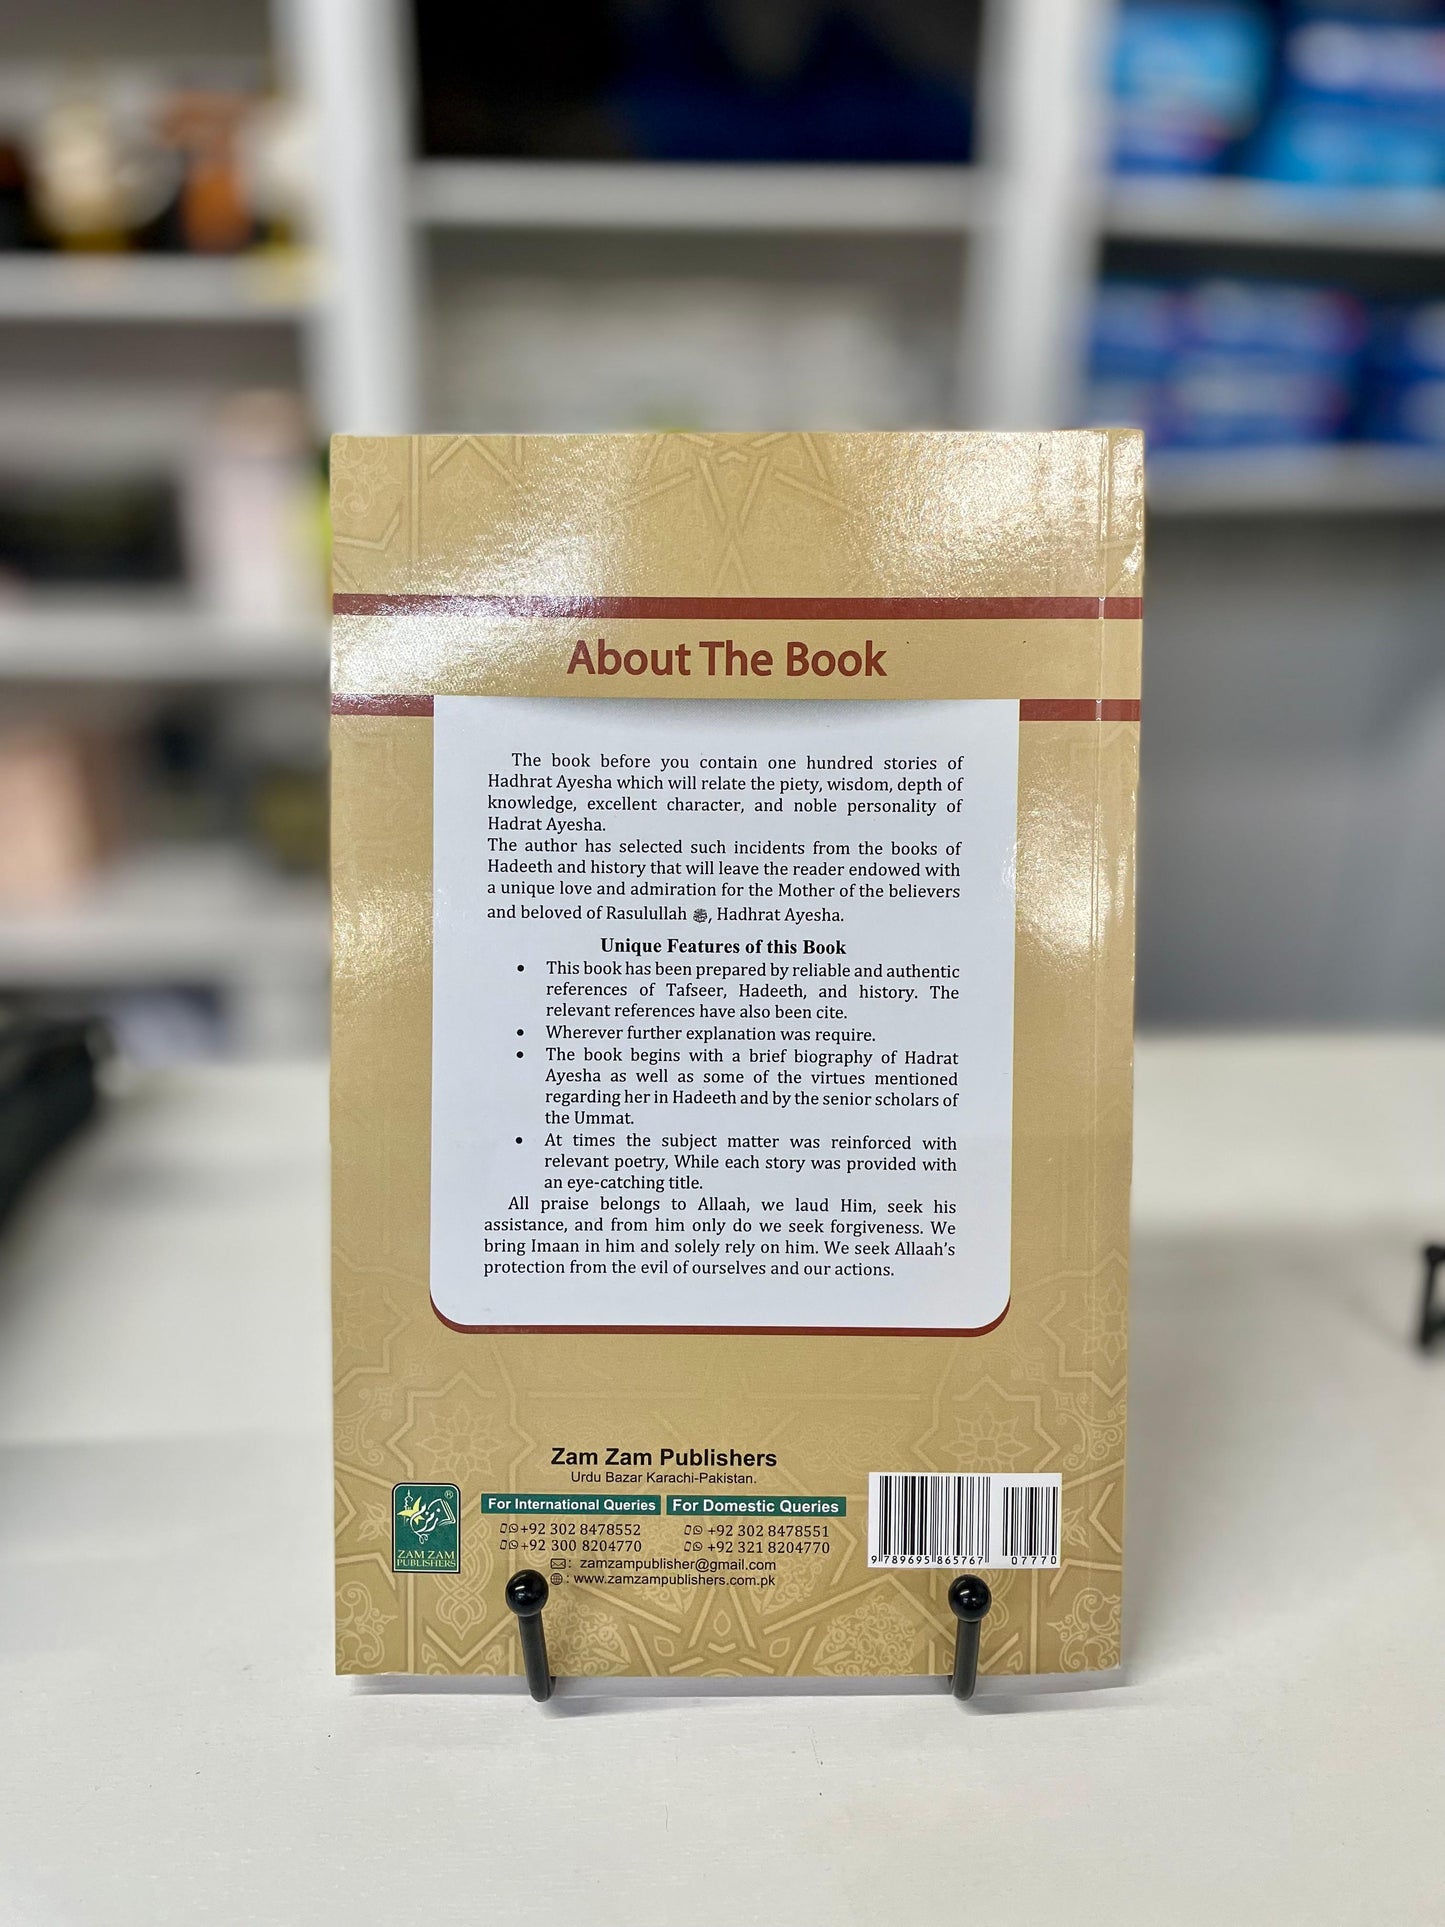 About The Book
The book before you contain one hundred stories of
Hadhrat Ayesha which will relate the piety, wisdom, depth of
knowledge, excellent character, and noble personality of
Hadrat Ayesha.
The author has selected such incidents from the books of
Hadeeth and history that will leave the reader endowed with
a unique love and admiration for the Mother of the believers
and beloved of Rasulullah ﷺ, Hadhrat Ayesha.
Unique Features of this Book
• This book has been prepared by reliable and authentic
references of Tafseer, Hadeeth, and history. The
relevant references have also been cite.
• Wherever further explanation was require.
• The book begins with a brief biography of Hadrat
Ayesha as well as some of the virtues mentioned
regarding her in Hadeeth and by the senior scholars of
the Ummat.
• At times the subject matter was reinforced with
relevant poetry, While each story was provided with
an eye-catching title.
All praise belongs to Allaah, we laud Him, seek his
assistance, and from him only do we seek forgiveness. We
bring Imaan in him and solely rely on him. We seek Allaah's
protection from the evil of ourselves and our actions.
Zam Zam Publishers
Urdu Bazar Karachi-Pakistan.
For International Queries For Domestic Queries
+92 302 8478552 +92 302 8478551
+92 300 8204770 +92 321 8204770
: zamzampublisher@gmail.com
: www.zamzampublishers.com.pk
ZAM ZAM
PUBLISHERS
®
9 789695 865767 07770